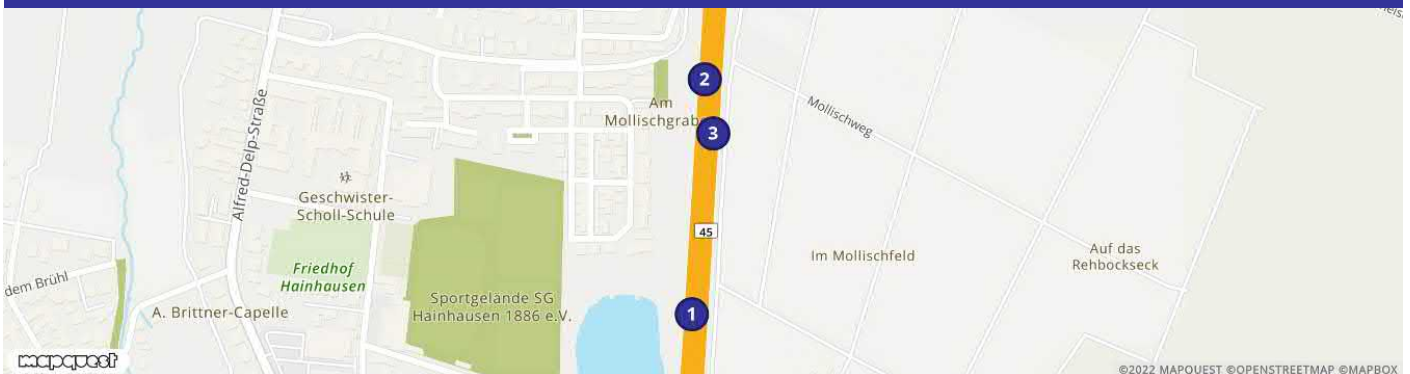 2
Am
Mollischgrab
3
Mollischweg
Alfred-Delp-Straße
Geschwister-
Scholl-Schule
45
Im Mollischfeld
Auf das
Rehböckseck
Friedhof
Hainhausen
dem Brühl
Sportgelände SG
Hainhausen 1886 e.V.
A. Brittner-Capelle
1
mapquest
©2022 MAPQUEST ©OPENSTREETMAP ©MAPBOX